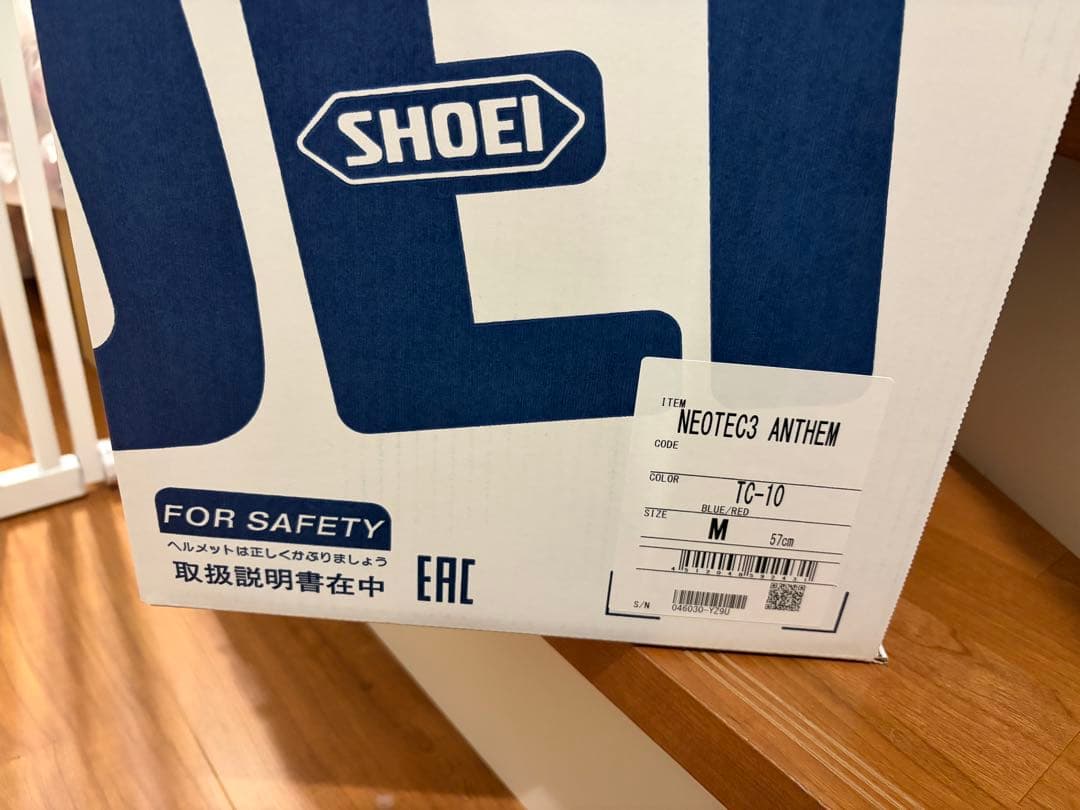 SHOEI
ITEM
NEOTEC3 ANTHEM
CODE
COLOR
TC-10
BLUE/RED
SIZE
M 57cm
S/N
046030-Y29U
FOR SAFETY
ヘルメットは正しくかぶりましょう
取扱説明書在中
EAC